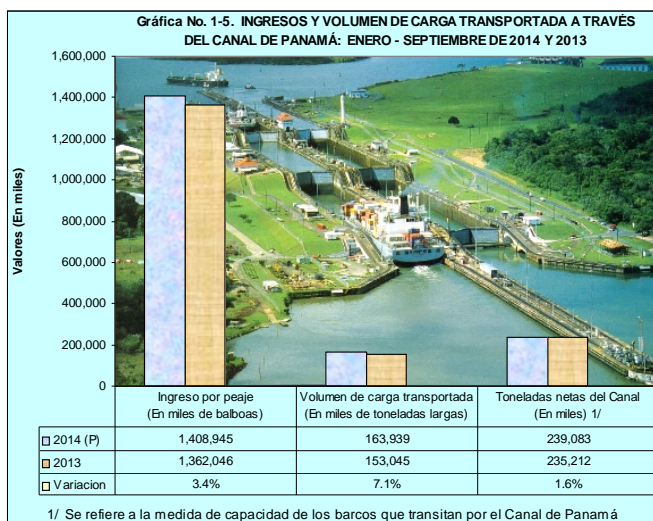 Gráfica No. 1-5. INGRESOS Y VOLUMEN DE CARGA TRANSPORTADA A TRAVÉS
DEL CANAL DE PANAMÁ: ENERO - SEPTIEMBRE DE 2014 Y 2013
Valores (En miles)
1,600,000
1,400,000
1,200,000
1,000,000
800,000
600,000
400,000
200,000
0
Ingreso por peaje
(En miles de balboas)
Volumen de carga transportada
(En miles de toneladas largas)
Toneladas netas del Canal
(En miles) 1/
2014 (P) 1,408,945 163,939 239,083
2013 1,362,046 153,045 235,212
Variacion 3.4% 7.1% 1.6%
1/ Se refiere a la medida de capacidad de los barcos que transitan por el Canal de Panamá